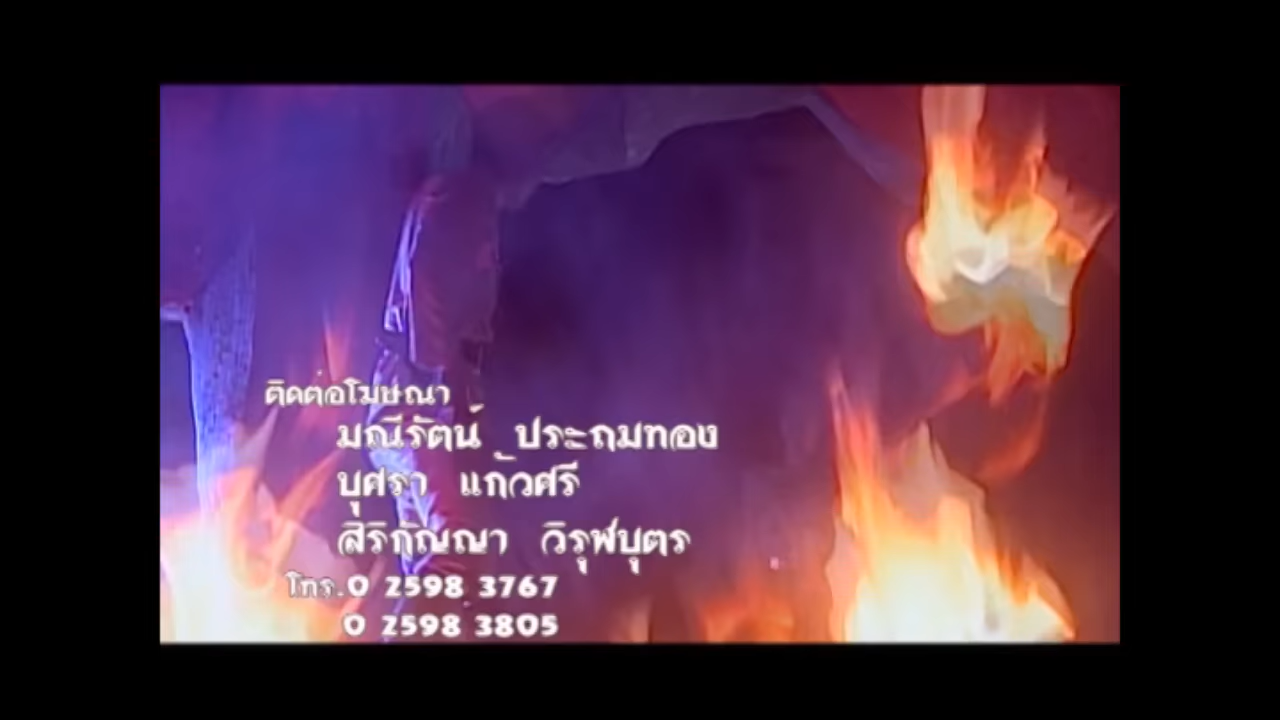 ติดต่อโฆษณา
มณีรัตน์ ประถมทอง
บุศรา แก้วศรี
สิริกัญญา วิรุฬบุตร
โทร.0 2598 3767
0 2598 3805